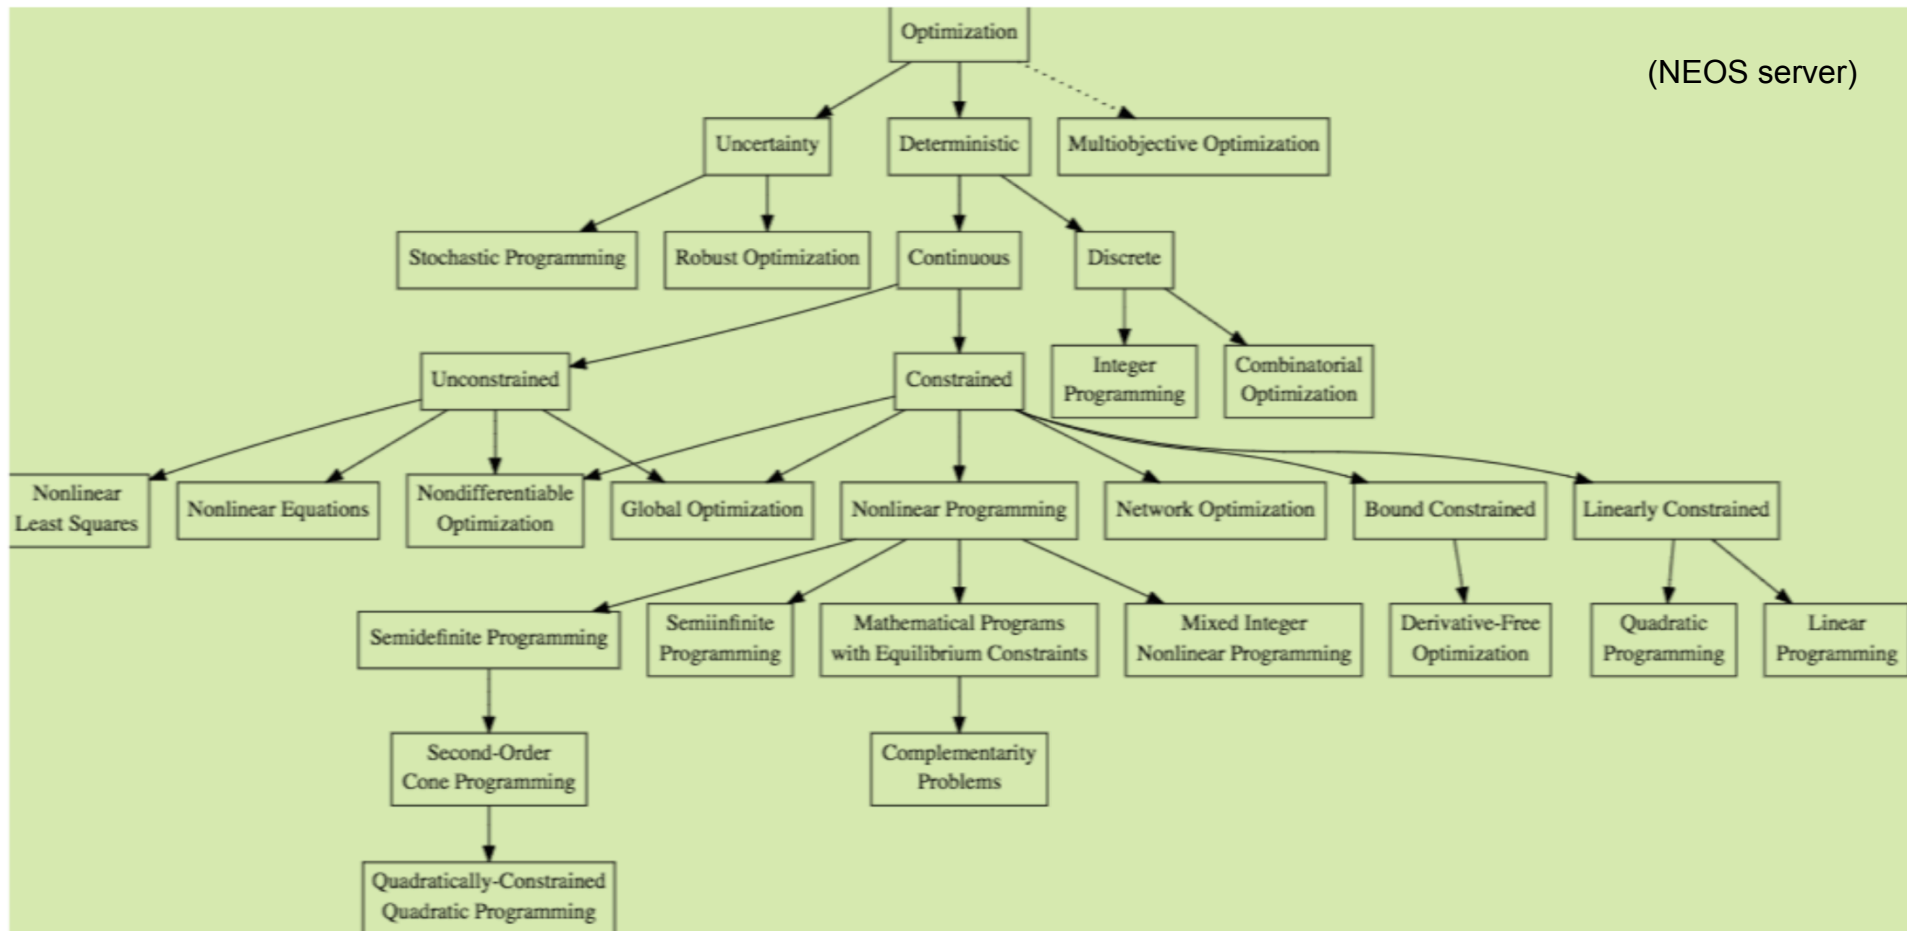 Optimization
(NEOS server)
Uncertainty
Deterministic
Multiobjective Optimization
Stochastic Programming
Robust Optimization
Continuous
Discrete
Unconstrained
Constrained
Integer
Programming
Combinatorial
Optimization
Nonlinear
Least Squares
Nonlinear Equations
Nondifferentiable
Optimization
Global Optimization
Nonlinear Programming
Network Optimization
Bound Constrained
Linearly Constrained
Semidefinite Programming
Semiinfinite
Programming
Mathematical Programs
with Equilibrium Constraints
Mixed Integer
Nonlinear Programming
Derivative-Free
Optimization
Quadratic
Programming
Linear
Programming
Second-Order
Cone Programming
Complementarity
Problems
Quadratically-Constrained
Quadratic Programming